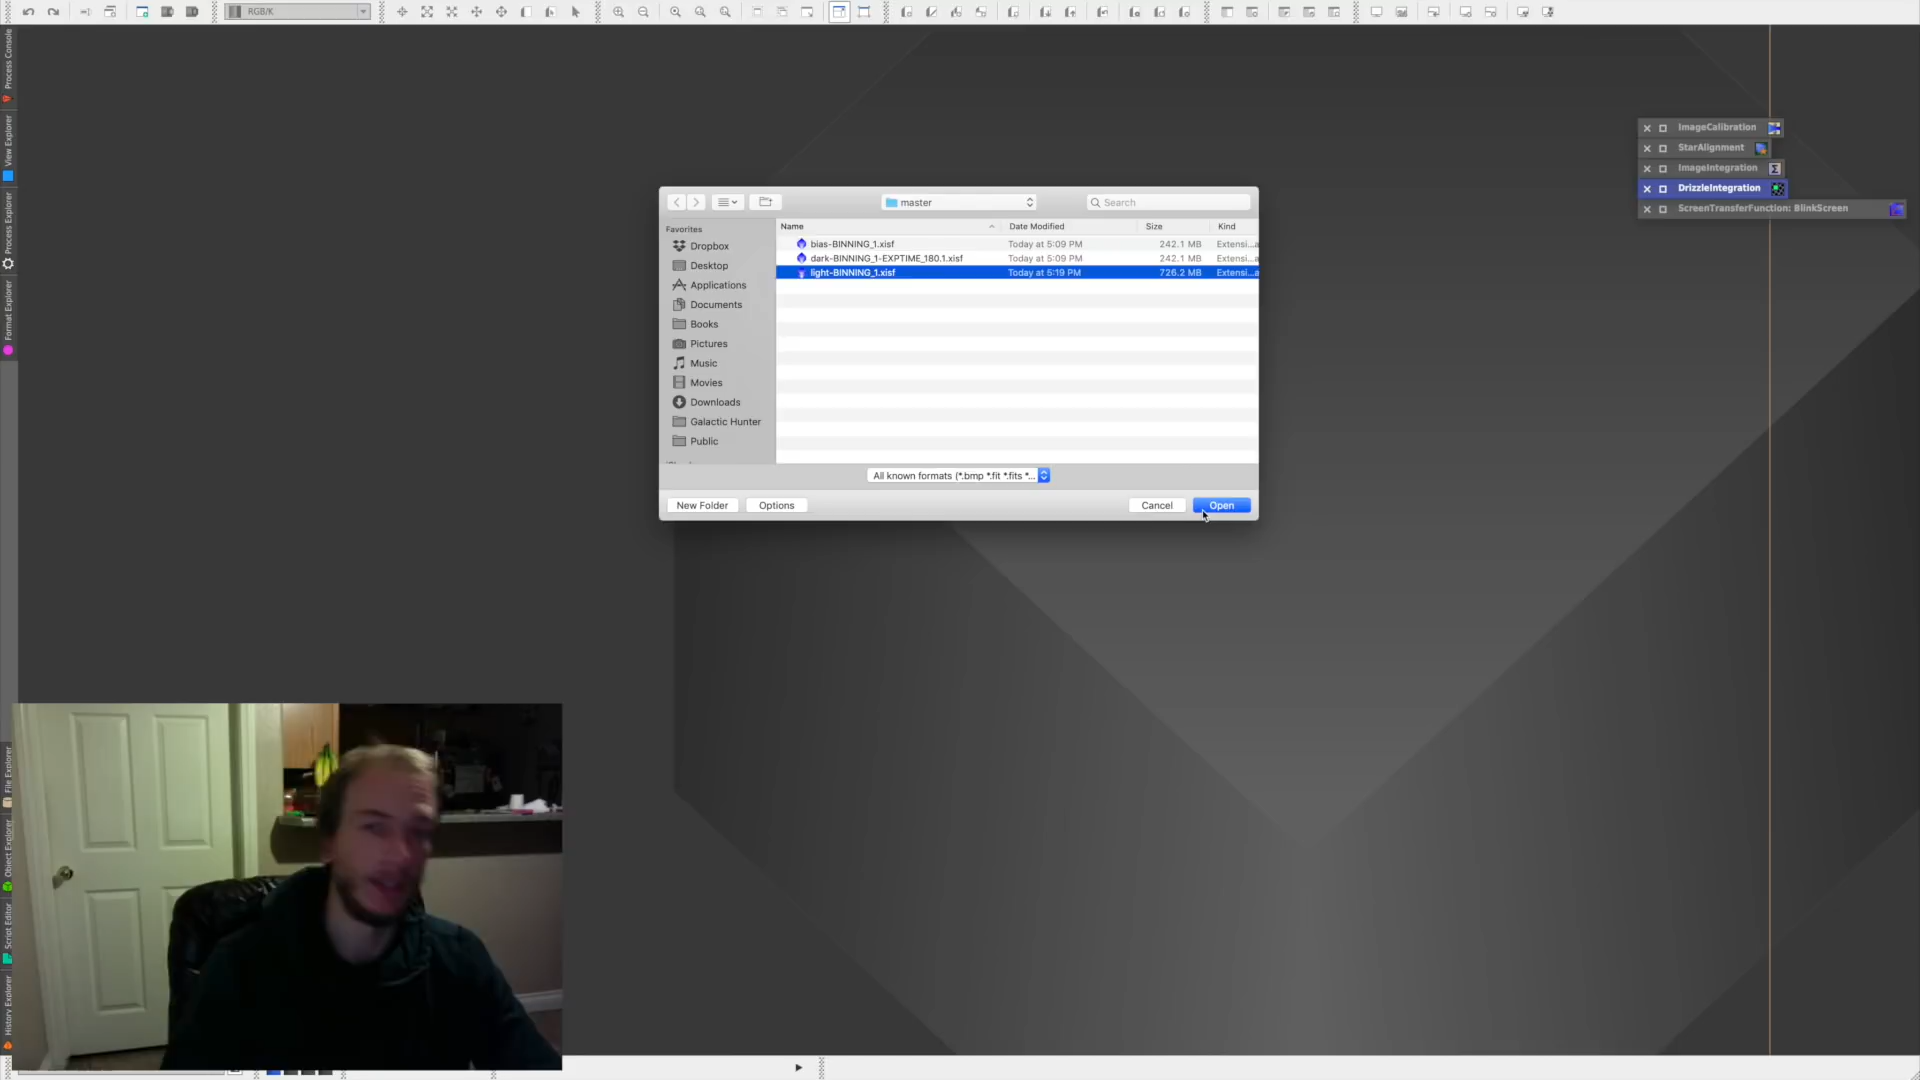 RGB/K
Process Console
View Explorer
Process Explorer
Format Explorer
File Explorer
Object Explorer
Script Editor
History Explorer
ImageCalibration
StarAlignment
ImageIntegration
DrizzleIntegration
ScreenTransferFunction: BlinkScreen
master
Search
Favorites
Dropbox
Desktop
Applications
Documents
Books
Pictures
Music
Movies
Downloads
Galactic Hunter
Public
Name Date Modified Size Kind
bias-BINNING_1.xisf Today at 5:09 PM 242.1 MB Extensi...a
dark-BINNING_1-EXPTIME_180.1.xisf Today at 5:09 PM 242.1 MB Extensi...a
light-BINNING_1.xisf Today at 5:19 PM 726.2 MB Extensi...a
All known formats (*.bmp *.fit *.fits *...
New Folder Options Cancel Open